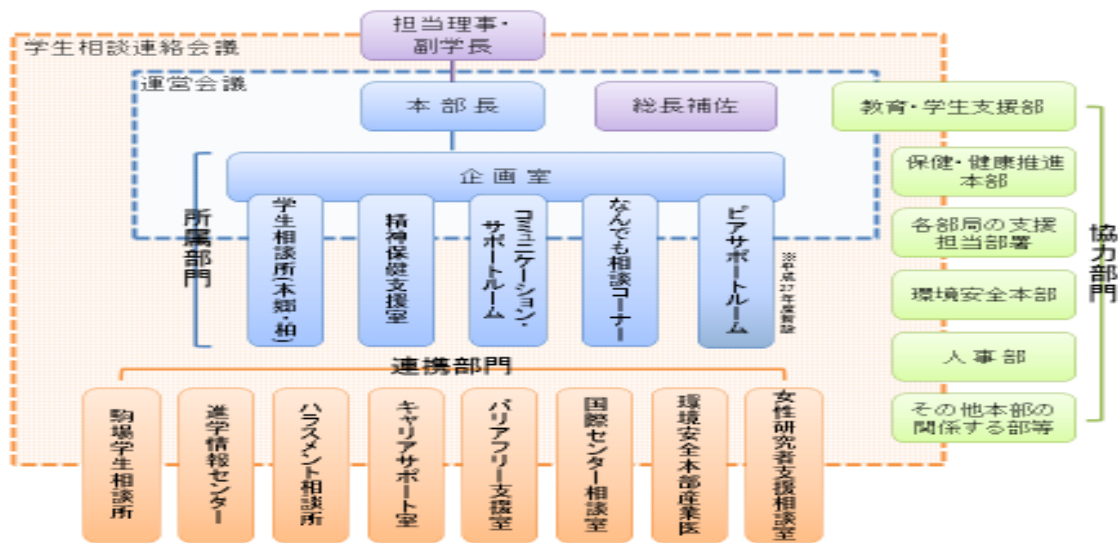 担当理事・
副学長
学生相談連絡会議
運営会議
本部長
総長補佐
教育・学生支援部
企画室
保健・健康推進
本部
所属部門
学生相談所(本郷・柏)
精神保健支援室
コミュニケーション・
サポートルーム
なんでも相談コーナー
ピアサポートルーム
※平成27年度新設
各部局の支援
担当部署
協力部門
環境安全本部
人事部
その他本部の
関係する部等
連携部門
駒場学生相談所
進学情報センター
ハラスメント相談所
キャリアサポート室
バリアフリー支援室
国際センター相談室
環境安全本部産業医
女性研究者支援相談室